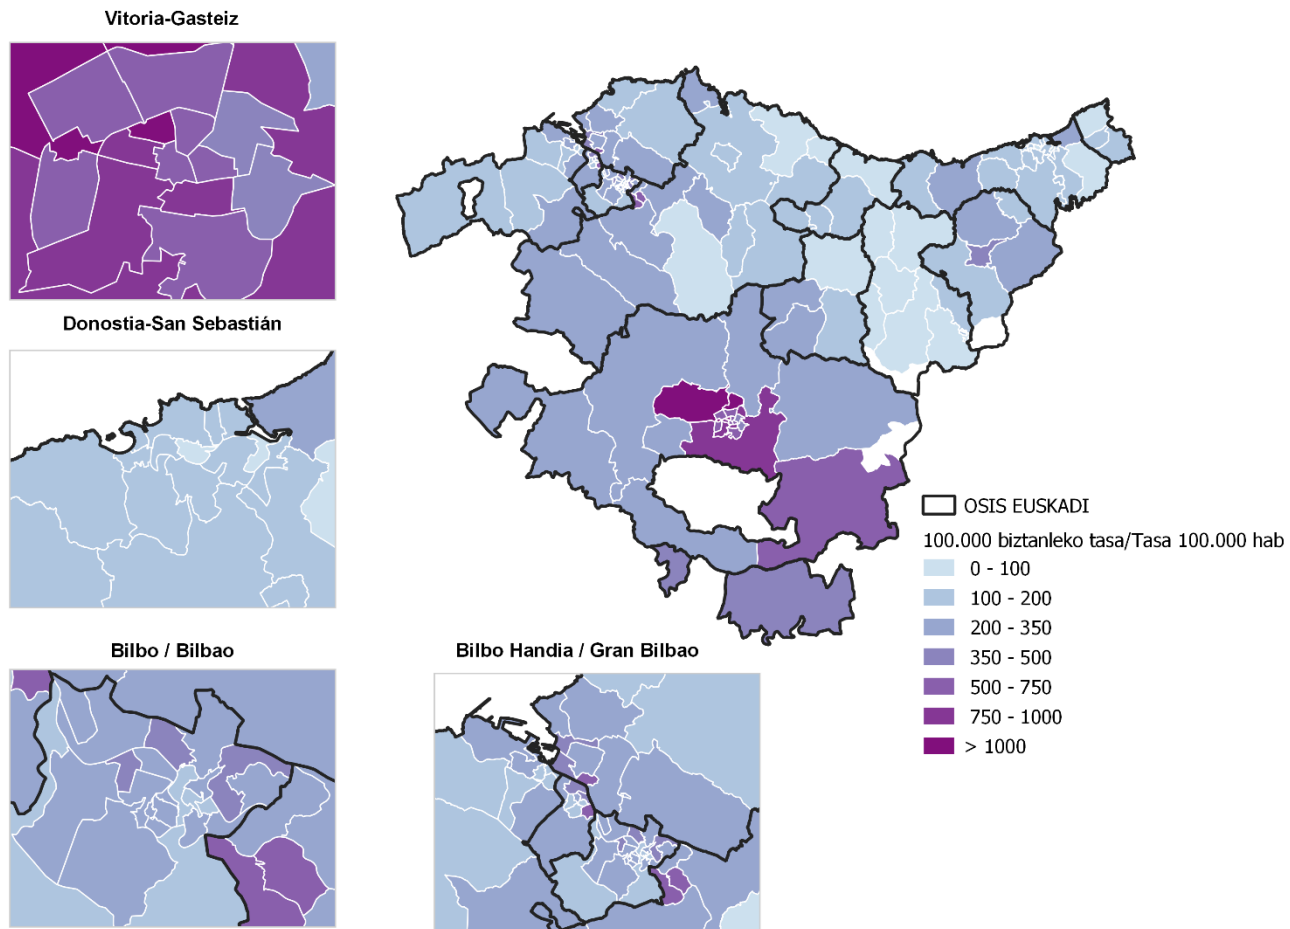 Vitoria-Gasteiz
Donostia-San Sebastián
Bilbo / Bilbao
Bilbo Handia / Gran Bilbao
OSIS EUSKADI
100.000 biztanleko tasa/Tasa 100.000 hab
0 - 100
100 - 200
200 - 350
350 - 500
500 - 750
750 - 1000
> 1000